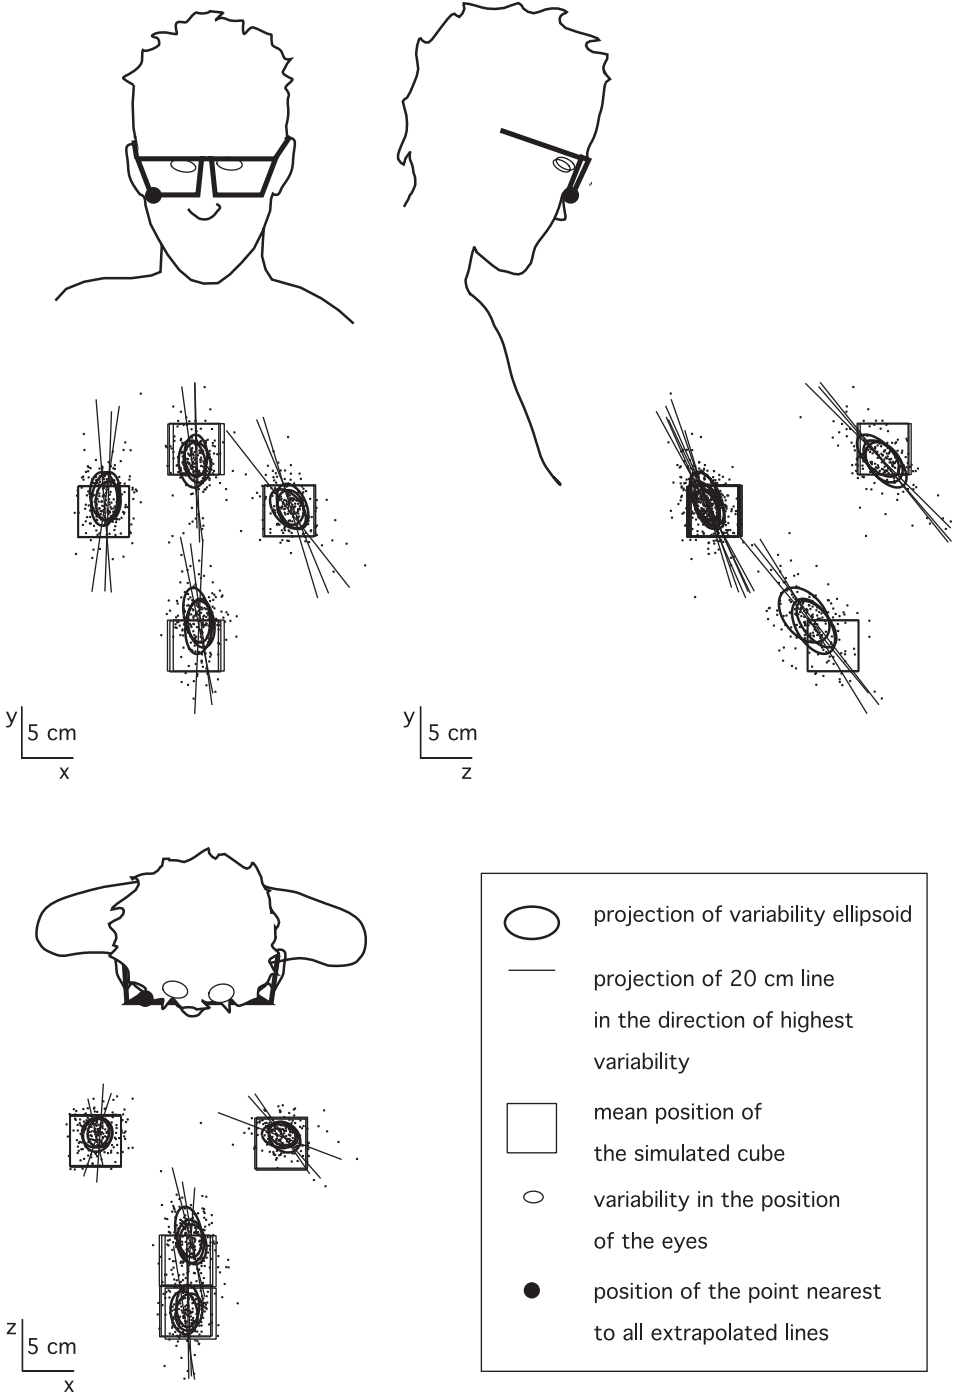 y
5 cm
x
y
5 cm
z
projection of variability ellipsoid
projection of 20 cm line
in the direction of highest
variability
mean position of
the simulated cube
variability in the position
of the eyes
position of the point nearest
to all extrapolated lines
z
5 cm
x